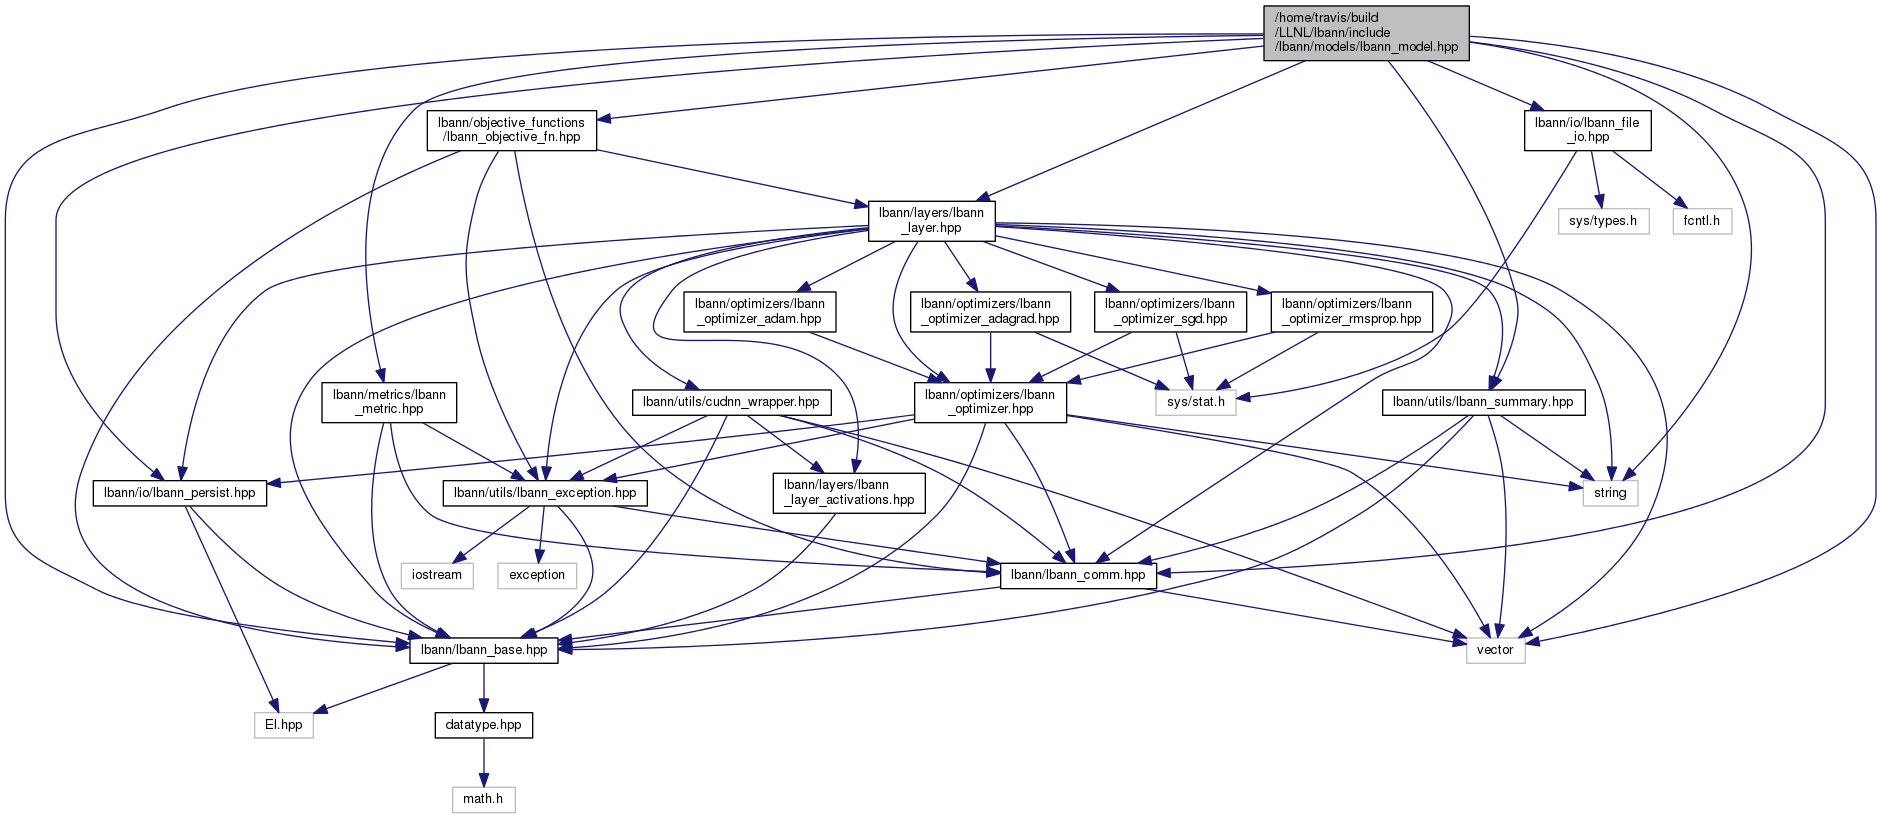 /home/travis/build
/LLNL/lbann/include
/lbann/models/lbann_model.hpp
lbann/objective_functions
/lbann_objective_fn.hpp
lbann/io/lbann_file
_io.hpp
lbann/layers/lbann
_layer.hpp
sys/types.h
fcntl.h
lbann/optimizers/lbann
_optimizer_adam.hpp
lbann/optimizers/lbann
_optimizer_adagrad.hpp
lbann/optimizers/lbann
_optimizer_sgd.hpp
lbann/optimizers/lbann
_optimizer_rmsprop.hpp
lbann/metrics/lbann
_metric.hpp
lbann/utils/cudnn_wrapper.hpp
lbann/optimizers/lbann
_optimizer.hpp
sys/stat.h
lbann/utils/lbann_summary.hpp
lbann/io/lbann_persist.hpp
lbann/utils/lbann_exception.hpp
lbann/layers/lbann
_layer_activations.hpp
string
iostream
exception
lbann/lbann_comm.hpp
lbann/lbann_base.hpp
vector
El.hpp
datatype.hpp
math.h